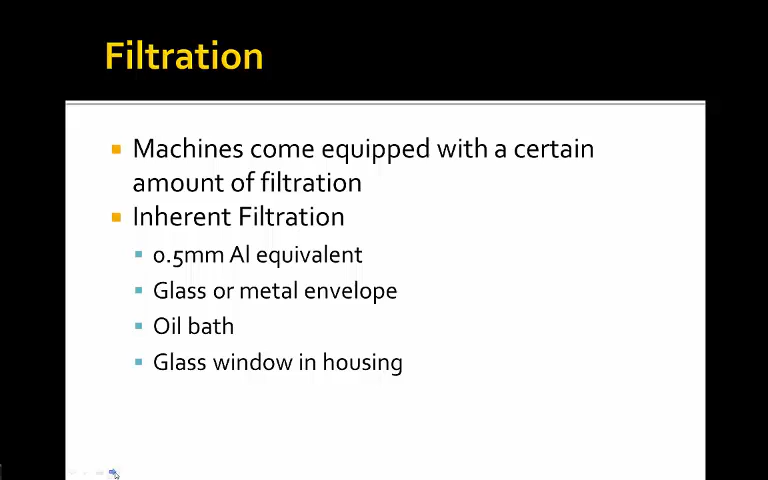 Filtration
Machines come equipped with a certain
amount of filtration
Inherent Filtration
0.5mm Al equivalent
Glass or metal envelope
Oil bath
Glass window in housing